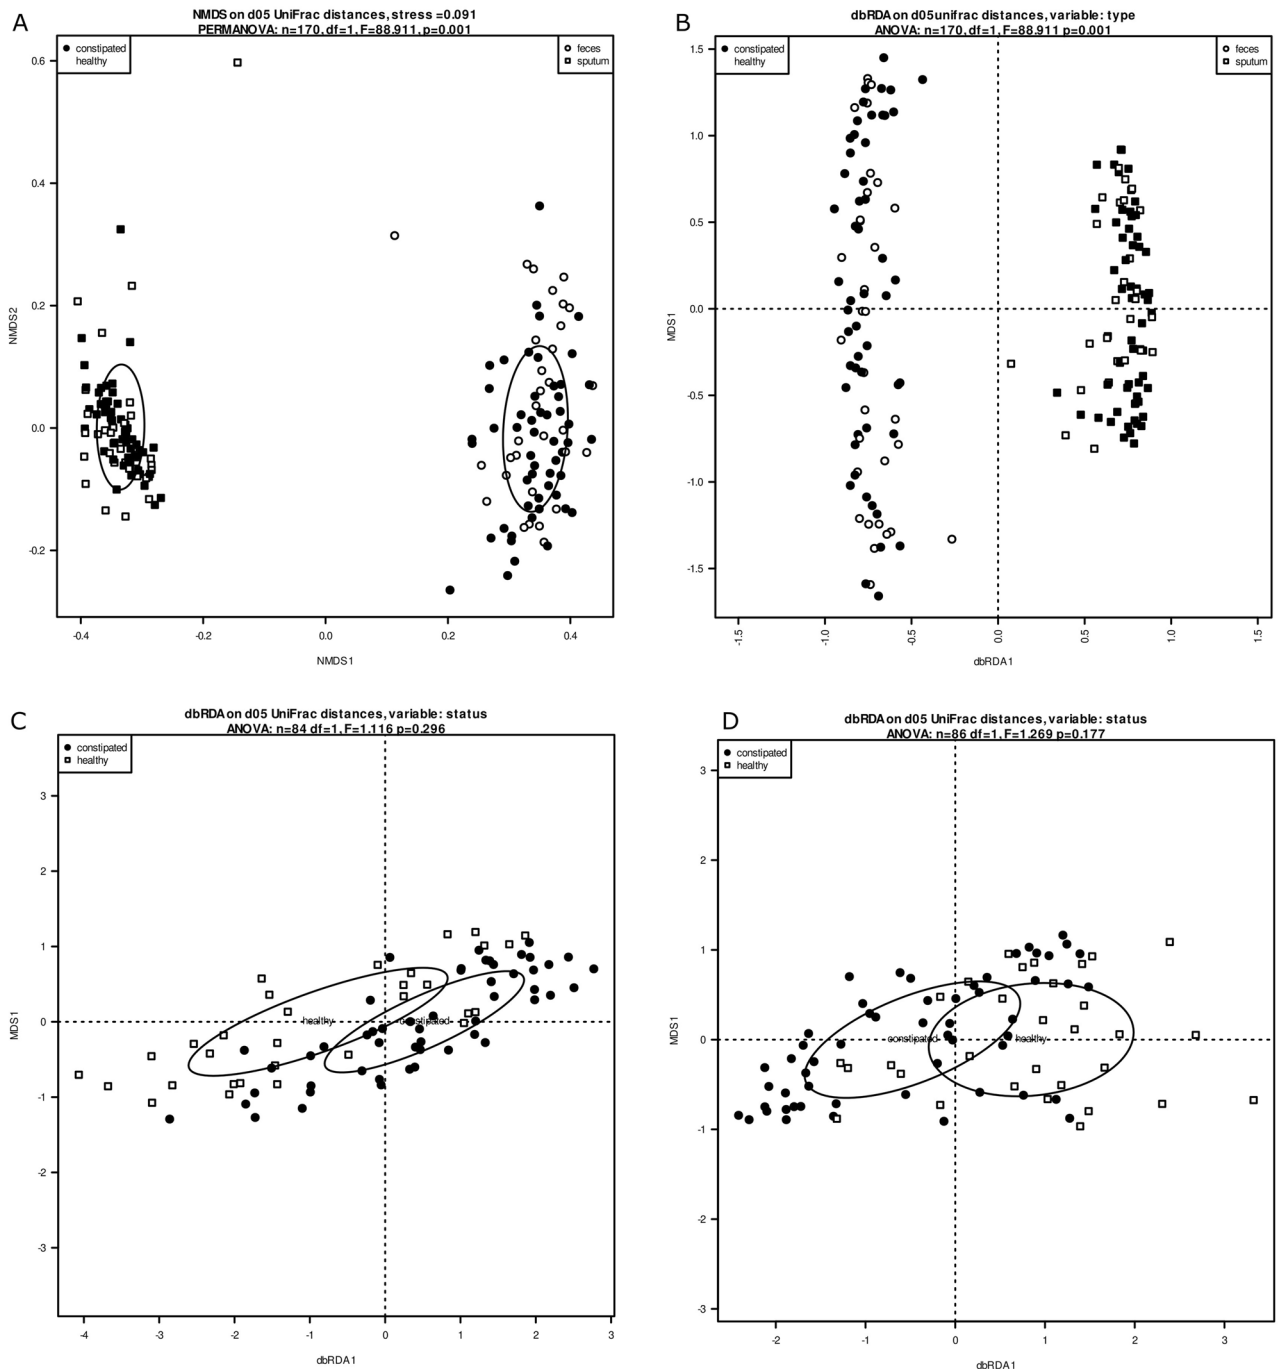 A
NMDS on d05 UniFrac distances, stress =0.091
PERMANOVA: n=170, df=1, F=88.911, p=0.001
constipated
healthy
feces
sputum
0.6
0.4
0.2
0.0
-0.2
NMDS2
-0.4
-0.2
0.0
0.2
0.4
NMDS1
B
dbRDA on d05unifrac distances, variable: type
ANOVA: n=170, df=1, F=88.911 p=0.001
constipated
healthy
feces
sputum
1.5
1.0
0.5
0.0
-0.5
-1.0
-1.5
MDS1
-1.5
-1.0
-0.5
0.0
0.5
1.0
1.5
dbRDA1
C
dbRDA on d05 UniFrac distances, variable: status
ANOVA: n=84 df=1, F=1.116 p=0.296
constipated
healthy
3
2
1
0
-1
-2
-3
MDS1
healthy
constipated
-4
-3
-2
-1
0
1
2
3
dbRDA1
D
dbRDA on d05 UniFrac distances, variable: status
ANOVA: n=86 df=1, F=1.269 p=0.177
constipated
healthy
3
2
1
0
-1
-2
-3
MDS1
constipated
healthy
-2
-1
0
1
2
3
dbRDA1